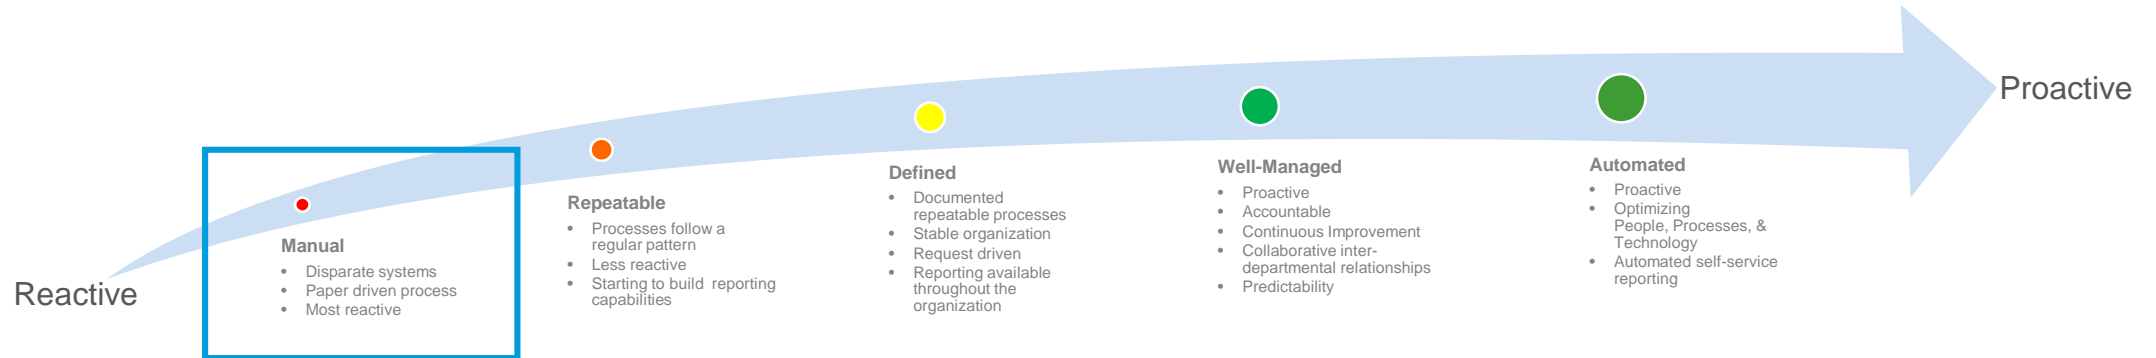 Reactive
Manual
• Disparate systems
• Paper driven process
• Most reactive
Repeatable
• Processes follow a
regular pattern
• Less reactive
• Starting to build reporting
capabilities
Defined
• Documented
repeatable processes
• Stable organization
• Request driven
• Reporting available
throughout the
organization
Well-Managed
• Proactive
• Accountable
• Continuous Improvement
• Collaborative inter-
departmental relationships
• Predictability
Automated
• Proactive
• Optimizing
People, Processes, &
Technology
• Automated self-service
reporting
Proactive